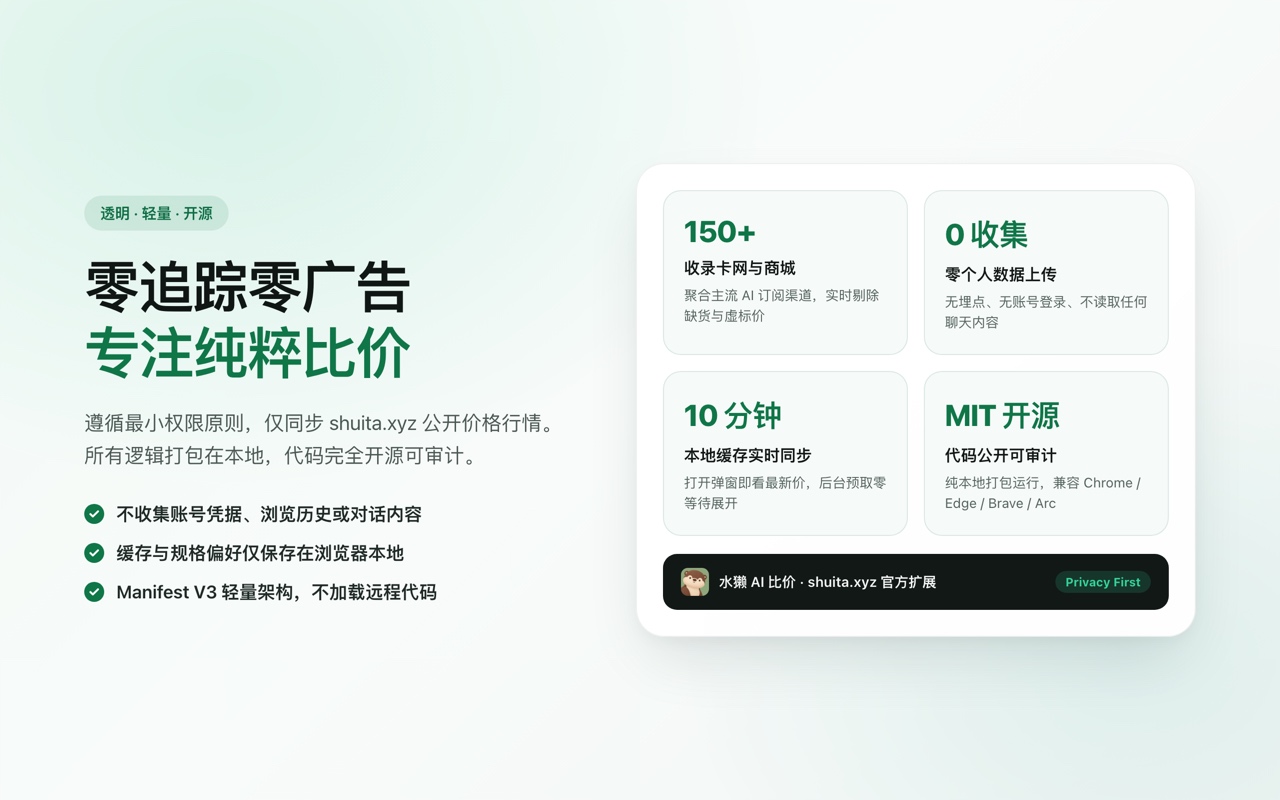 透明 · 轻量 · 开源
零追踪零广告
专注纯粹比价
遵循最小权限原则，仅同步 shuita.xyz 公开价格行情。
所有逻辑打包在本地，代码完全开源可审计。
不收集账号凭据、浏览历史或对话内容
缓存与规格偏好仅保存在浏览器本地
Manifest V3 轻量架构，不加载远程代码
150+
收录卡网与商城
聚合主流 AI 订阅渠道，实时剔除
缺货与虚标价
0 收集
零个人数据上传
无埋点、无账号登录、不读取任何
聊天内容
10 分钟
本地缓存实时同步
打开弹窗即看最新价，后台预取零
等待展开
MIT 开源
代码公开可审计
纯本地打包运行，兼容 Chrome /
Edge / Brave / Arc
水獭 AI 比价 · shuita.xyz 官方扩展
Privacy First